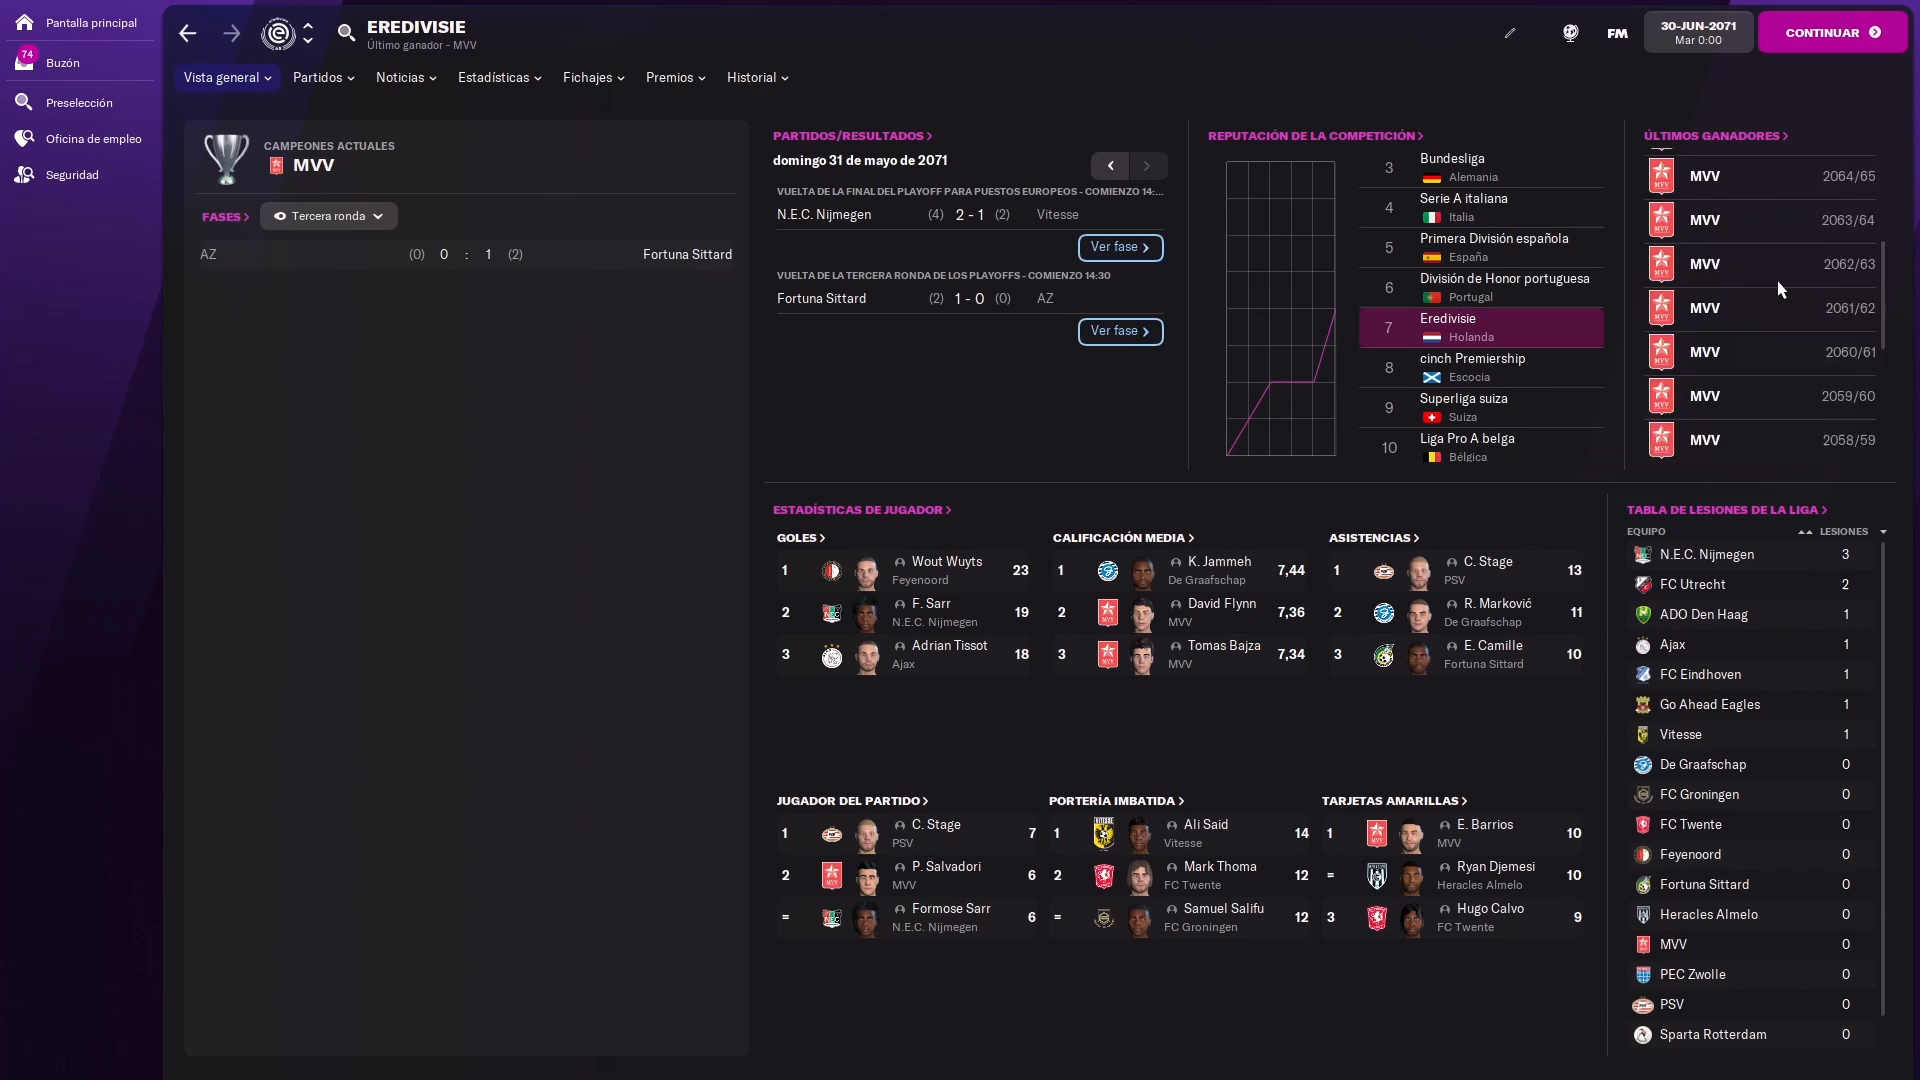 Pantalla principal
74
Buzón
Preselección
Oficina de empleo
Seguridad
EREDIVISIE
Último ganador - MVV
FM
30-JUN-2071
Mar 0:00
CONTINUAR
Vista general
Partidos
Noticias
Estadísticas
Fichajes
Premios
Historial
CAMPEONES ACTUALES
MVV
FASES
Tercera ronda
AZ (0) 0 : 1 (2) Fortuna Sittard
PARTIDOS/RESULTADOS
domingo 31 de mayo de 2071
VUELTA DE LA FINAL DEL PLAYOFF PARA PUESTOS EUROPEOS - COMIENZO 14:...
N.E.C. Nijmegen (4) 2 - 1 (2) Vitesse
Ver fase
VUELTA DE LA TERCERA RONDA DE LOS PLAYOFFS - COMIENZO 14:30
Fortuna Sittard (2) 1 - 0 (0) AZ
Ver fase
REPUTACIÓN DE LA COMPETICIÓN
3 Bundesliga
Alemania
4 Serie A italiana
Italia
5 Primera División española
España
6 División de Honor portuguesa
Portugal
7 Eredivisie
Holanda
8 cinch Premiership
Escocia
9 Superliga suiza
Suiza
10 Liga Pro A belga
Bélgica
ÚLTIMOS GANADORES
MVV 2064/65
MVV 2063/64
MVV 2062/63
MVV 2061/62
MVV 2060/61
MVV 2059/60
MVV 2058/59
ESTADÍSTICAS DE JUGADOR
GOLES
1 Wout Wuyts 23
Feyenoord
2 F. Sarr 19
N.E.C. Nijmegen
3 Adrian Tissot 18
Ajax
CALIFICACIÓN MEDIA
1 K. Jammeh 7,44
De Graafschap
2 David Flynn 7,36
MVV
3 Tomas Bajza 7,34
MVV
ASISTENCIAS
1 C. Stage 13
PSV
2 R. Marković 11
De Graafschap
3 E. Camille 10
Fortuna Sittard
JUGADOR DEL PARTIDO
1 C. Stage 7
PSV
2 P. Salvadori 6
MVV
= Formose Sarr 6
N.E.C. Nijmegen
PORTERÍA IMBATIDA
1 Ali Said 14
Vitesse
2 Mark Thoma 12
FC Twente
= Samuel Salifu 12
FC Groningen
TARJETAS AMARILLAS
1 E. Barrios 10
MVV
= Ryan Djemesi 10
Heracles Almelo
3 Hugo Calvo 9
FC Twente
TABLA DE LESIONES DE LA LIGA
EQUIPO LESIONES
N.E.C. Nijmegen 3
FC Utrecht 2
ADO Den Haag 1
Ajax 1
FC Eindhoven 1
Go Ahead Eagles 1
Vitesse 1
De Graafschap 0
FC Groningen 0
FC Twente 0
Feyenoord 0
Fortuna Sittard 0
Heracles Almelo 0
MVV 0
PEC Zwolle 0
PSV 0
Sparta Rotterdam 0